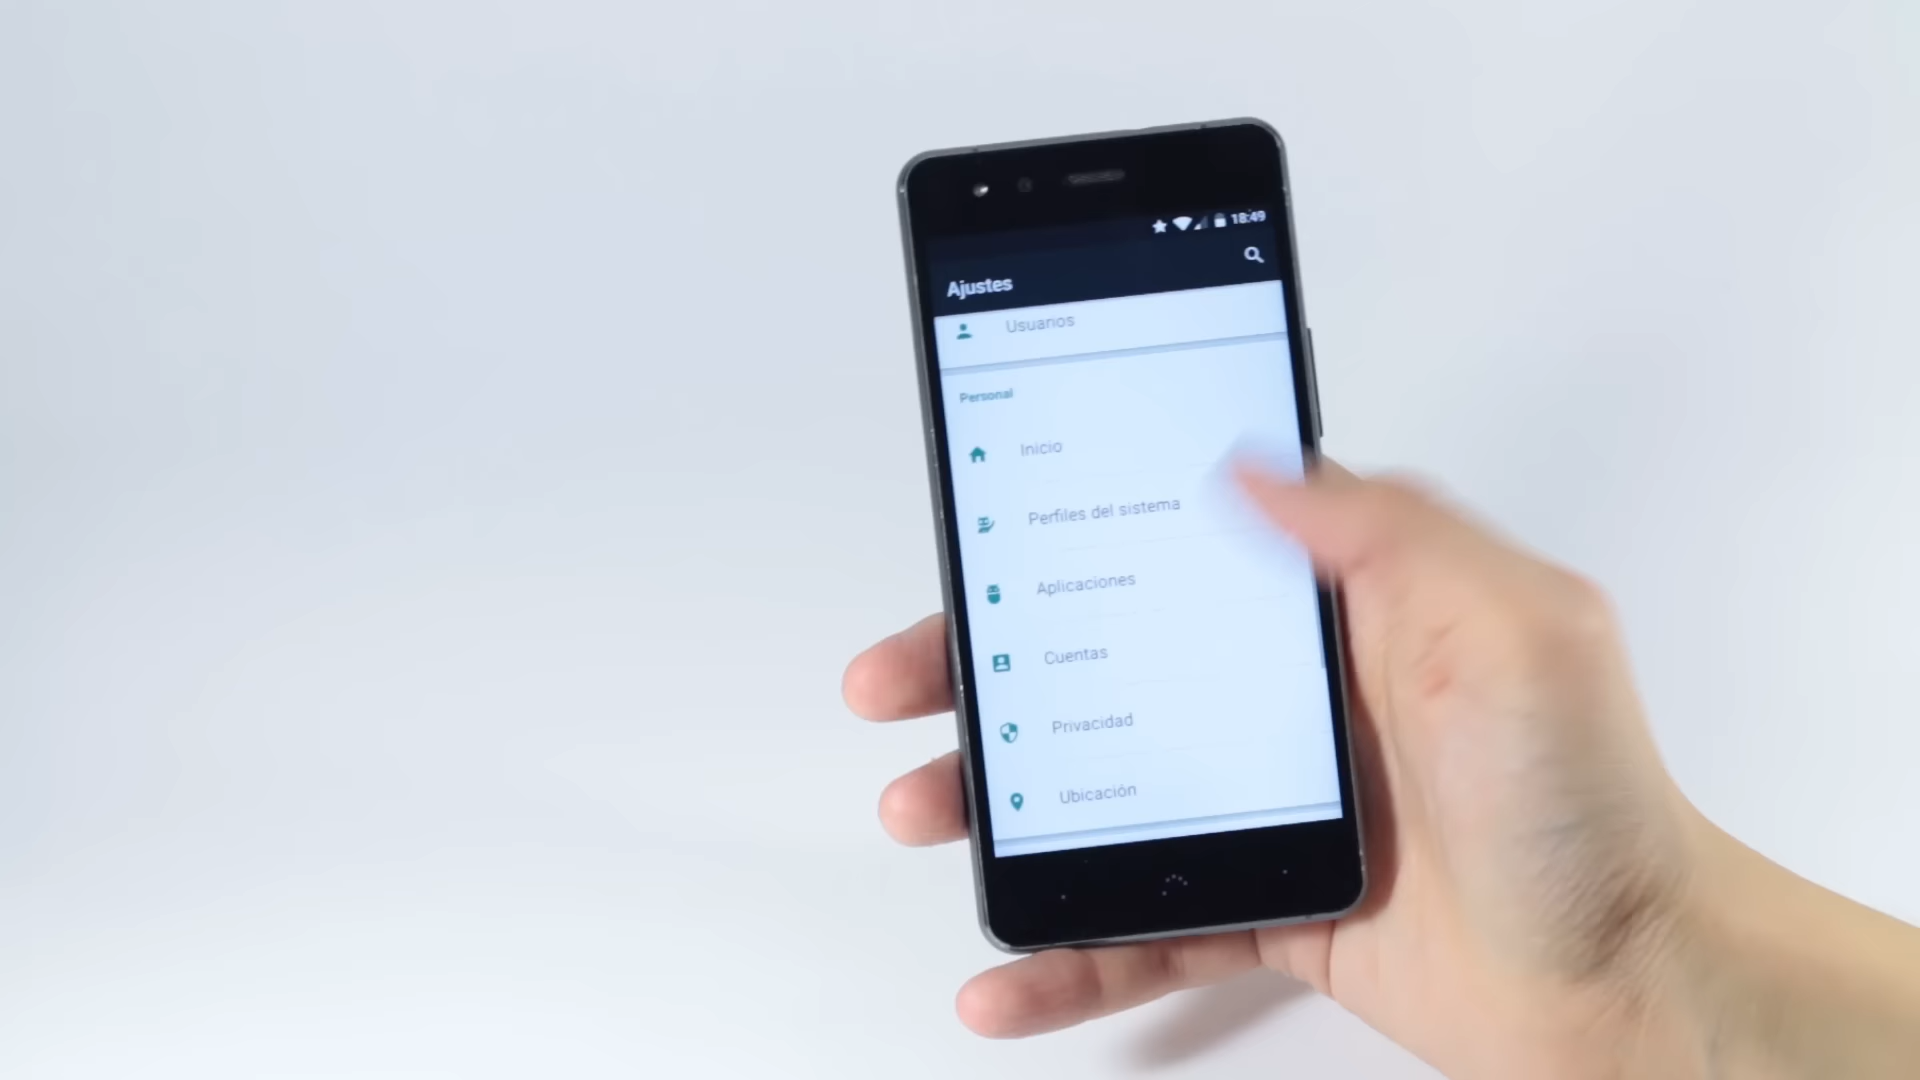 18:49
Ajustes
Usuarios
Personal
Inicio
Perfiles del sistema
Aplicaciones
Cuentas
Privacidad
Ubicación